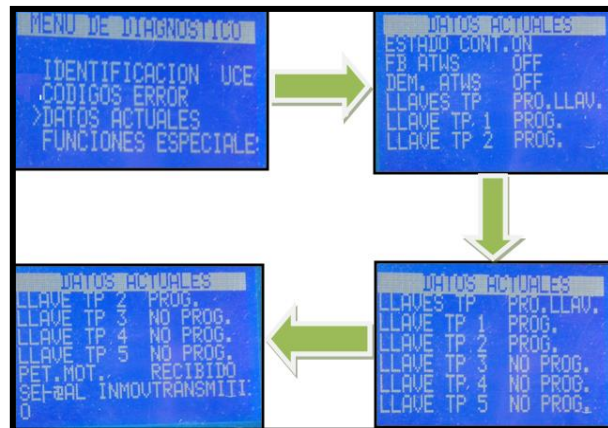 MENU DE DIAGNOSTICO
IDENTIFICACION UCE
CODIGOS ERROR
>DATOS ACTUALES
FUNCIONES ESPECIALES
DATOS ACTUALES
ESTADO CONT.ON
FB ATWS OFF
DEM. ATWS OFF
LLAVES TP PRO.LLAV.
LLAVE TP 1 PROG.
LLAVE TP 2 PROG.
DATOS ACTUALES
LLAVES TP PRO.LLAV.
LLAVE TP 1 PROG.
LLAVE TP 2 PROG.
LLAVE TP 3 NO PROG.
LLAVE TP 4 NO PROG.
LLAVE TP 5 NO PROG.
DATOS ACTUALES
LLAVE TP 2 PROG.
LLAVE TP 3 NO PROG.
LLAVE TP 4 NO PROG.
LLAVE TP 5 NO PROG.
PET.MOT. RECIBIDO
O